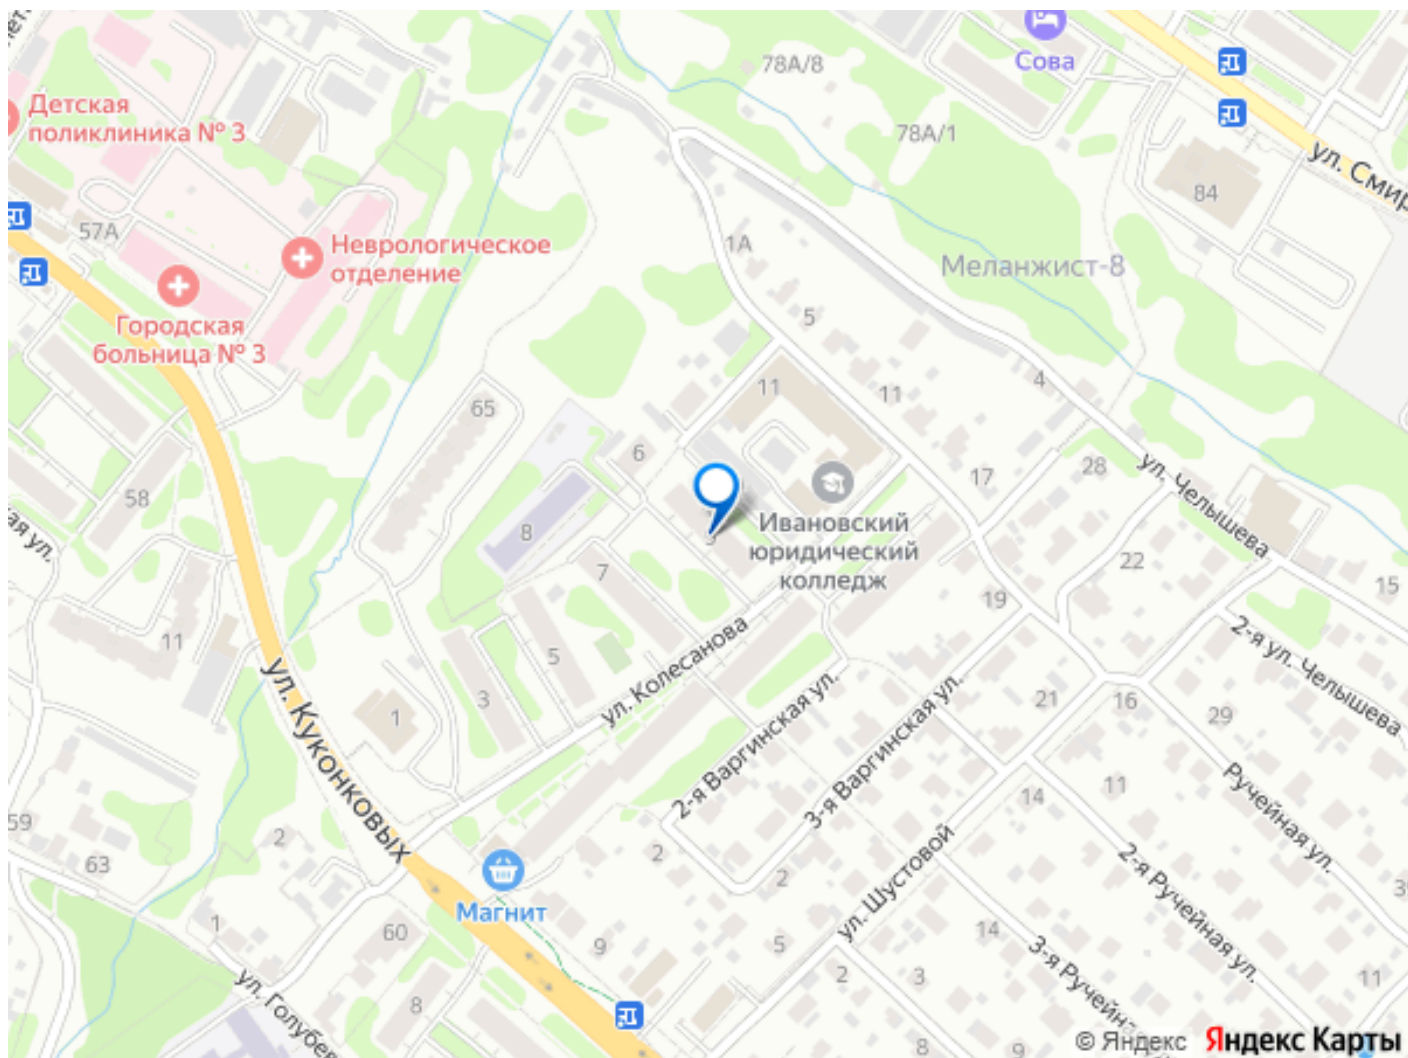 78А/8
Сова
Детская
поликлиника № 3
78А/1
ул. Смир
84
57А
1А
Неврологическое
отделение
Меланжист-8
Городская
больница № 3
5
4
11
11
65
6
17
28
58
8
Ивановский
юридический
колледж
ул. Челышева
ая ул.
7
22
15
19
11
5
ул. Колесанова
2-я ул. Челышева
3
1
21
16
29
ул. Куконковых
2-я Варгинская ул.
3-я Варгинская ул.
11
14
Ручейная ул.
59
2
63
2
2
ул. Шустовой
2-я Ручейная ул.
Магнит
1
60
9
5
14
3-я Ручейн
2
3
11
ул. Голубев
8
8
9
© Яндекс Яндекс Карты